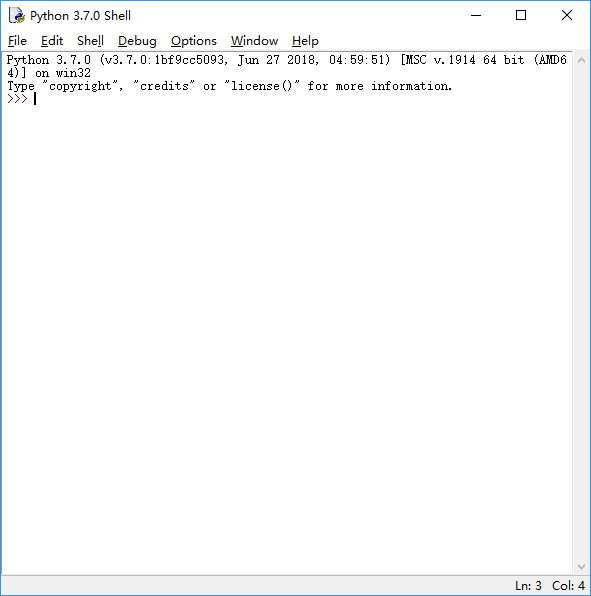 Python 3.7.0 Shell
File Edit Shell Debug Options Window Help
Python 3.7.0 (v3.7.0:1bf9cc5093, Jun 27 2018, 04:59:51) [MSC v.1914 64 bit (AMD6
4)] on win32
Type "copyright", "credits" or "license()" for more information.
>>>
Ln: 3 Col: 4